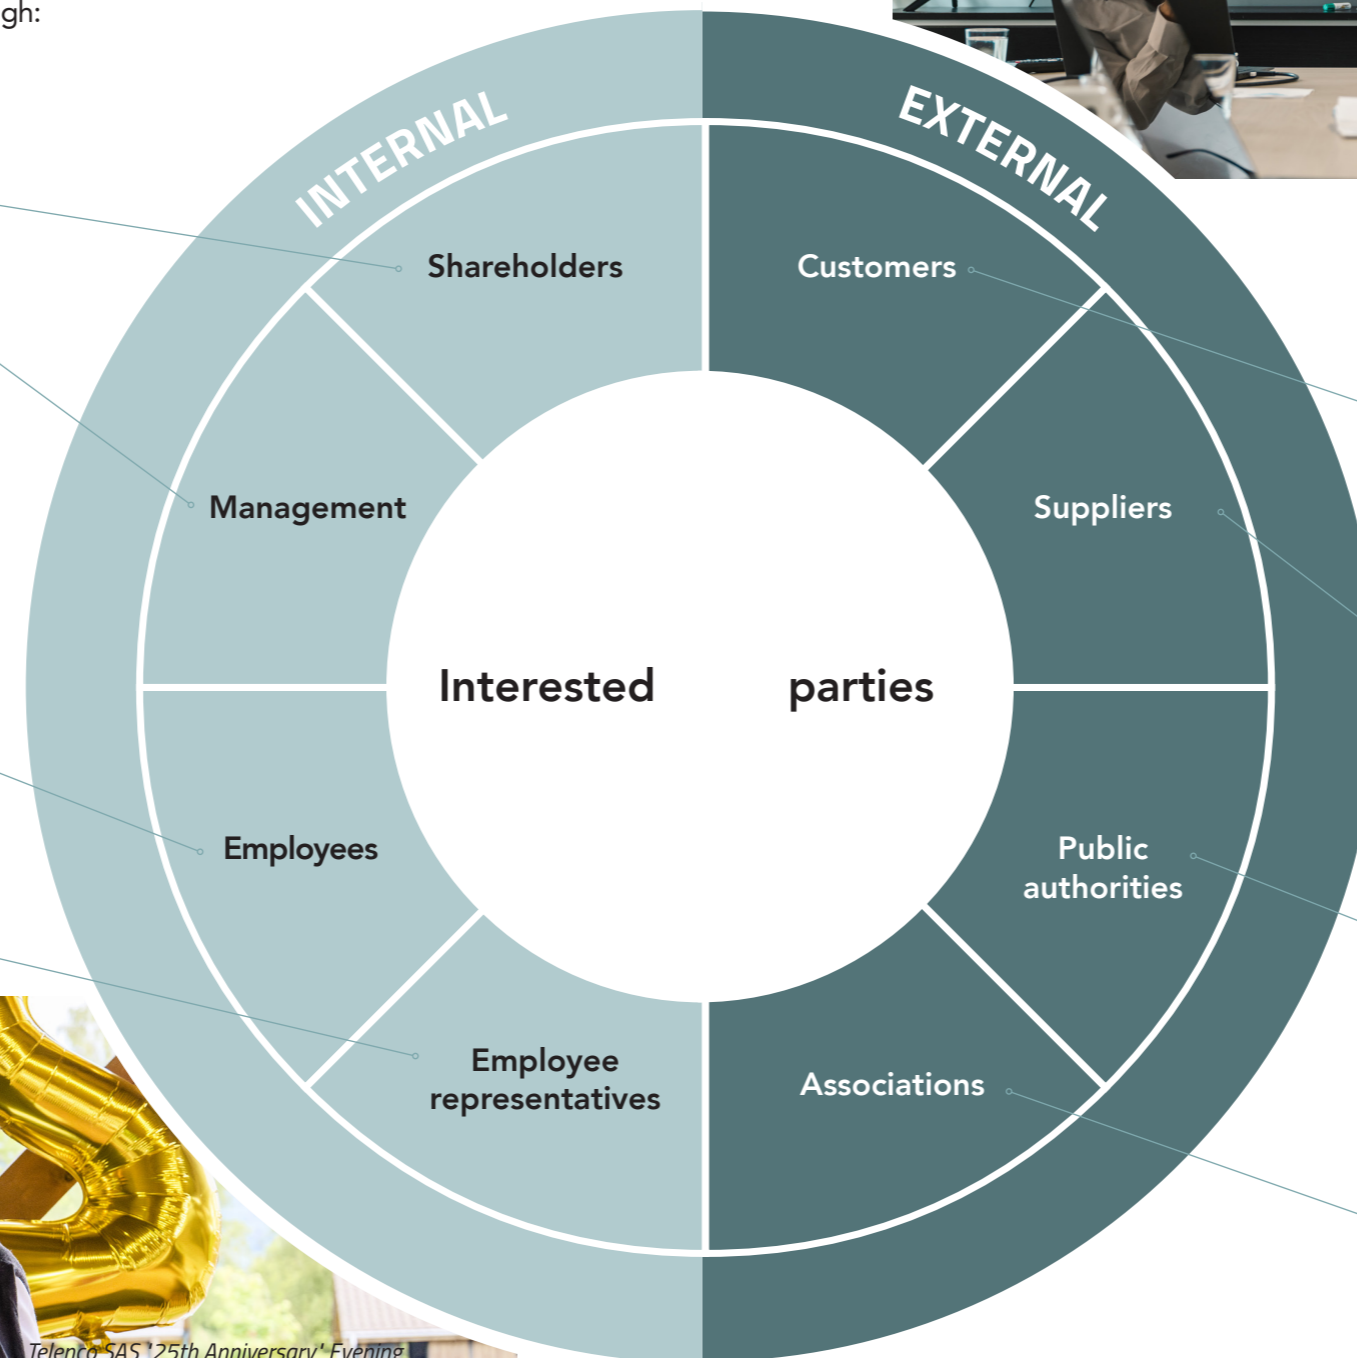 gh:
INTERNAL
EXTERNAL
Shareholders
Customers
Management
Suppliers
Interested parties
Employees
Public
authorities
Employee
representatives
Associations
Telenco SAS '25th Anniversary' Evening